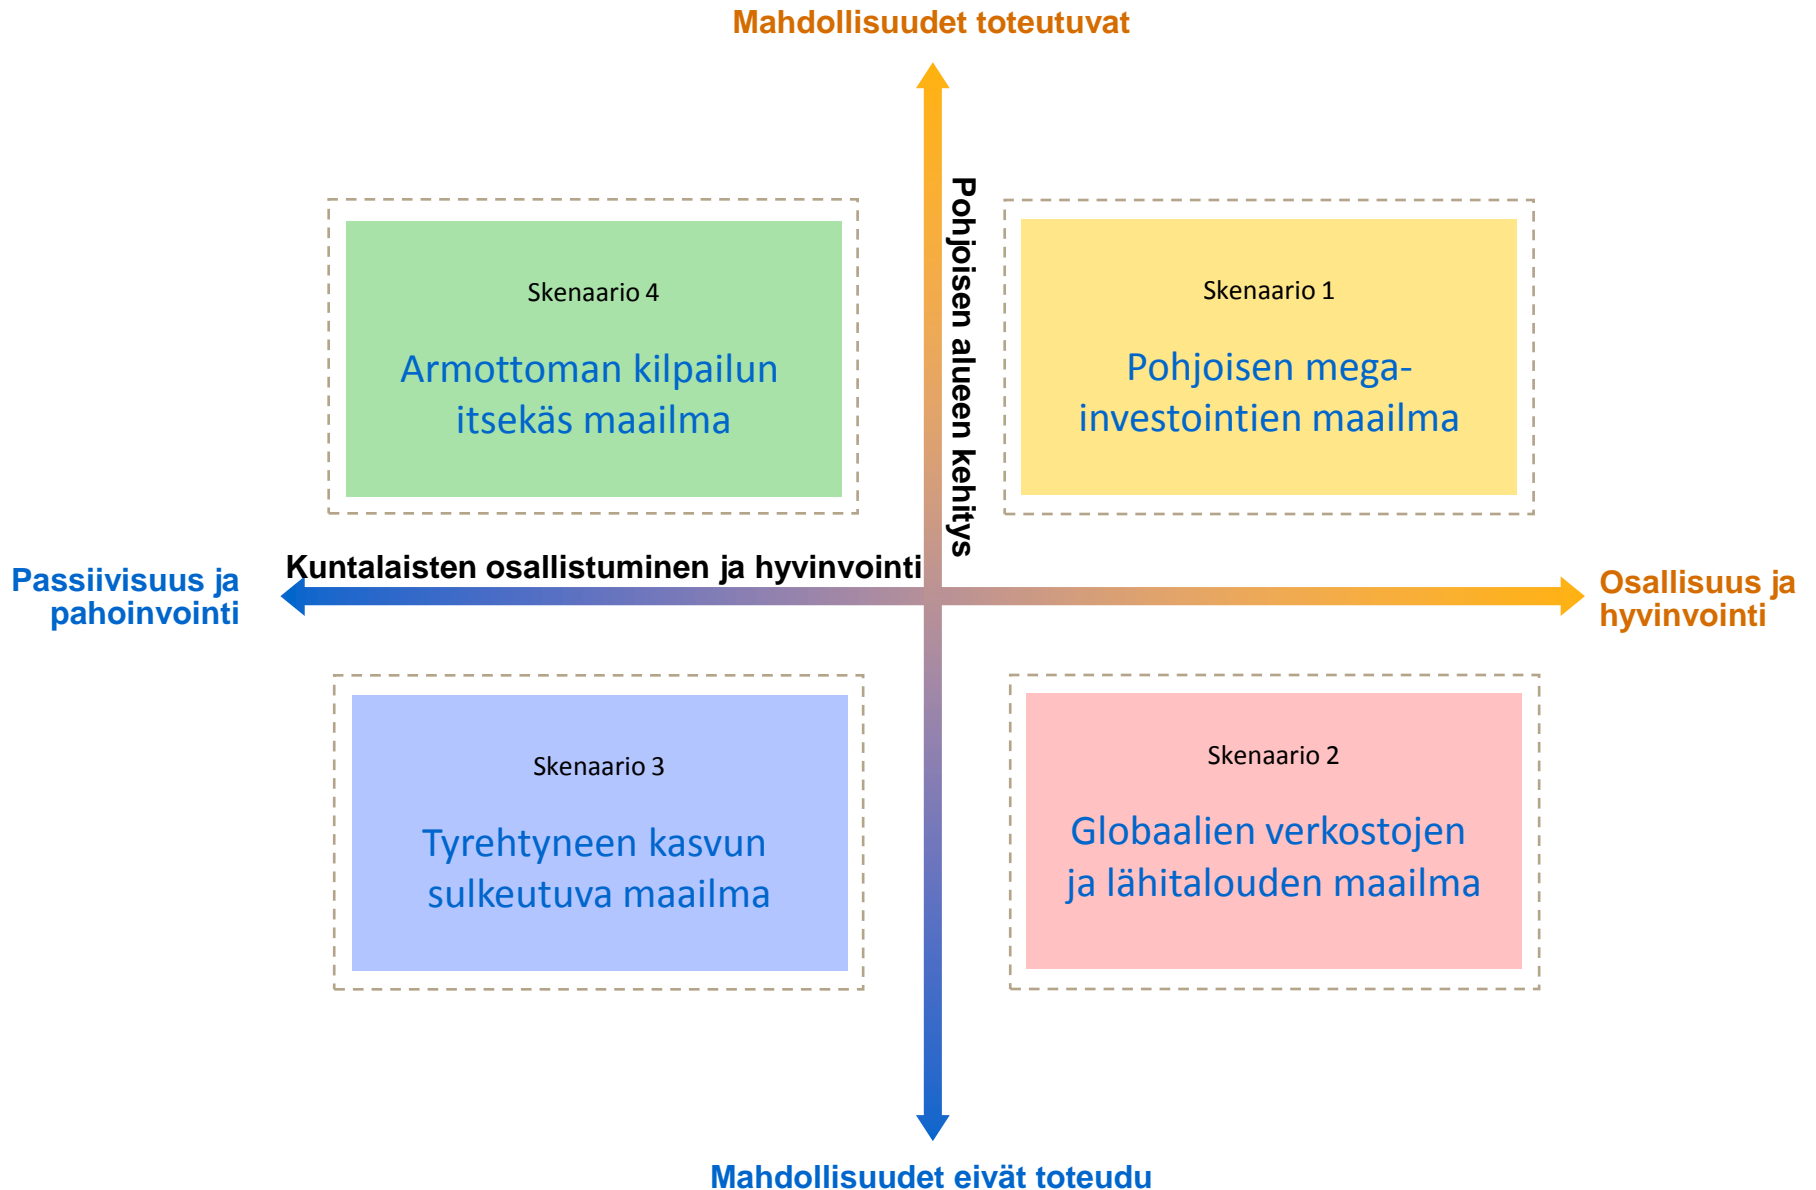 Mahdollisuudet toteutuvat
Pohjoisen alueen kehitys
Skenaario 4
Armottoman kilpailun
itsekäs maailma
Skenaario 1
Pohjoisen mega-
investointien maailma
Kuntalaisten osallistuminen ja hyvinvointi
Passiivisuus ja
pahoinvointi
Osallisuus ja
hyvinvointi
Skenaario 3
Tyrehtyneen kasvun
sulkeutuva maailma
Skenaario 2
Globaalien verkostojen
ja lähitalouden maailma
Mahdollisuudet eivät toteudu